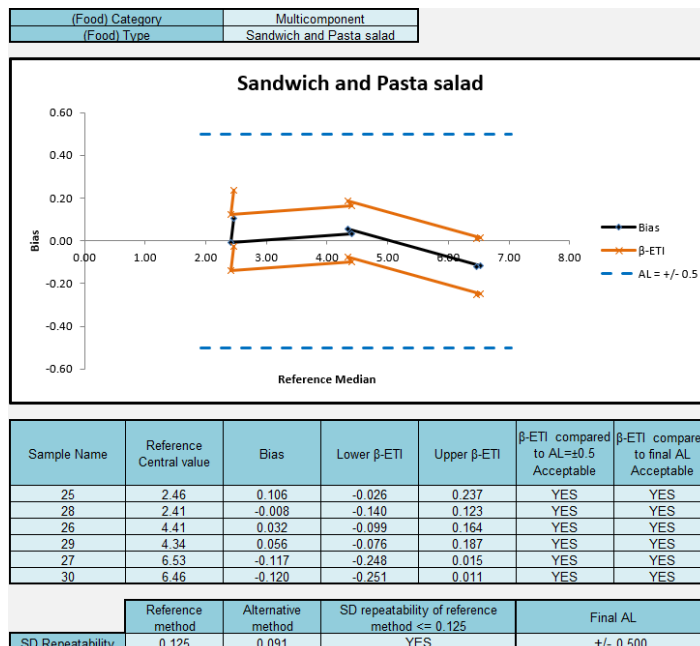 (Food) Category Multicomponent
(Food) Type Sandwich and Pasta salad
Sandwich and Pasta salad
0.60
0.40
0.20
0.00
-0.20
-0.40
-0.60
0.00 1.00 2.00 3.00 4.00 5.00 6.00 7.00 8.00
Bias
Reference Median
Bias
β-ETI
AL = +/- 0.5
Sample Name Reference Central value Bias Lower β-ETI Upper β-ETI β-ETI compared to AL=±0.5 Acceptable β-ETI compare to final AL Acceptable
25 2.46 0.106 -0.026 0.237 YES YES
28 2.41 -0.008 -0.140 0.123 YES YES
26 4.41 0.032 -0.099 0.164 YES YES
29 4.34 0.056 -0.076 0.187 YES YES
27 6.53 -0.117 -0.248 0.015 YES YES
30 6.46 -0.120 -0.251 0.011 YES YES
Reference method Alternative method SD repeatability of reference method <= 0.125 Final AL
SD Repeatability 0.125 0.091 YES +/- 0.500